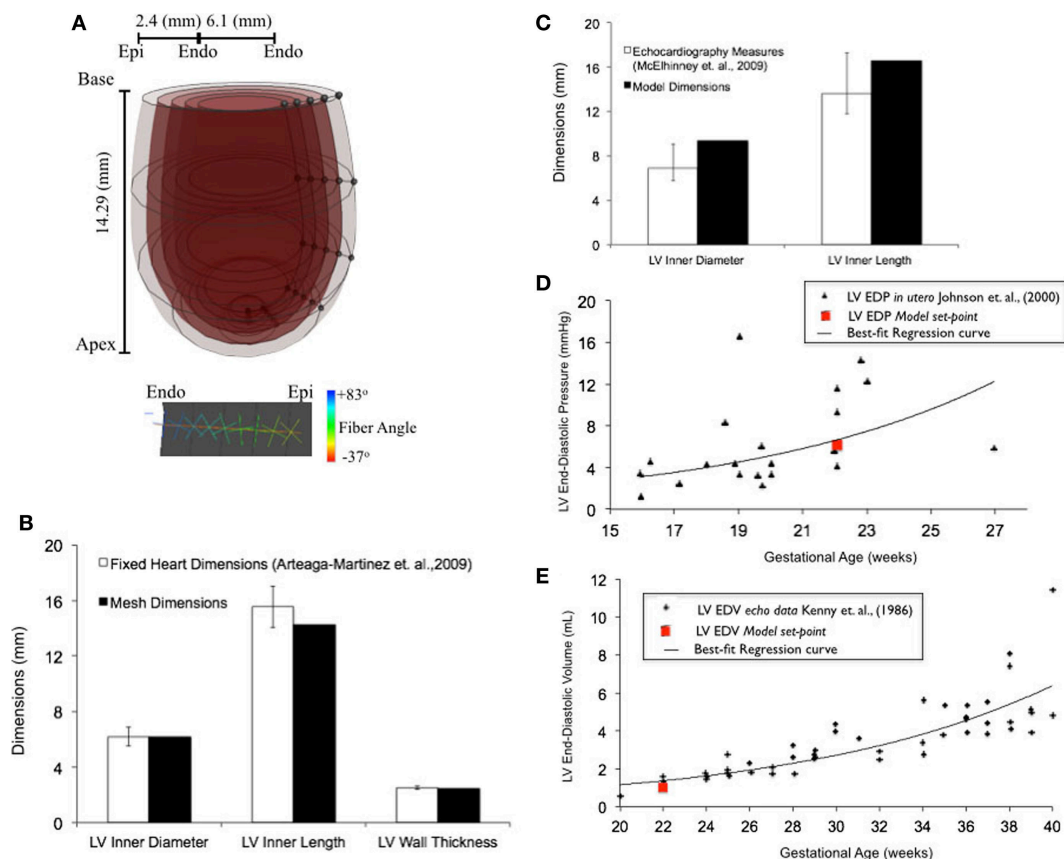 A
2.4 (mm) 6.1 (mm)
Epi Endo Endo
Base
14.29 (mm)
Apex
Endo Epi
+83°
Fiber Angle
-37°
B
Dimensions (mm)
20
16
12
8
4
0
Fixed Heart Dimensions (Arteaga-Martinez et. al.,2009)
Mesh Dimensions
LV Inner Diameter LV Inner Length LV Wall Thickness
C
Dimensions (mm)
20
16
12
8
4
0
Echocardiography Measures
(McElhinney et. al., 2009)
Model Dimensions
LV Inner Diameter LV Inner Length
D
LV End-Diastolic Pressure (mmHg)
20
16
12
8
4
0
LV EDP in utero Johnson et. al., (2000)
LV EDP Model set-point
Best-fit Regression curve
15 17 19 21 23 25 27
Gestational Age (weeks)
E
LV End-Diastolic Volume (mL)
12
10
8
6
4
2
0
LV EDV echo data Kenny et. al., (1986)
LV EDV Model set-point
Best-fit Regression curve
20 22 24 26 28 30 32 34 36 38 40
Gestational Age (weeks)